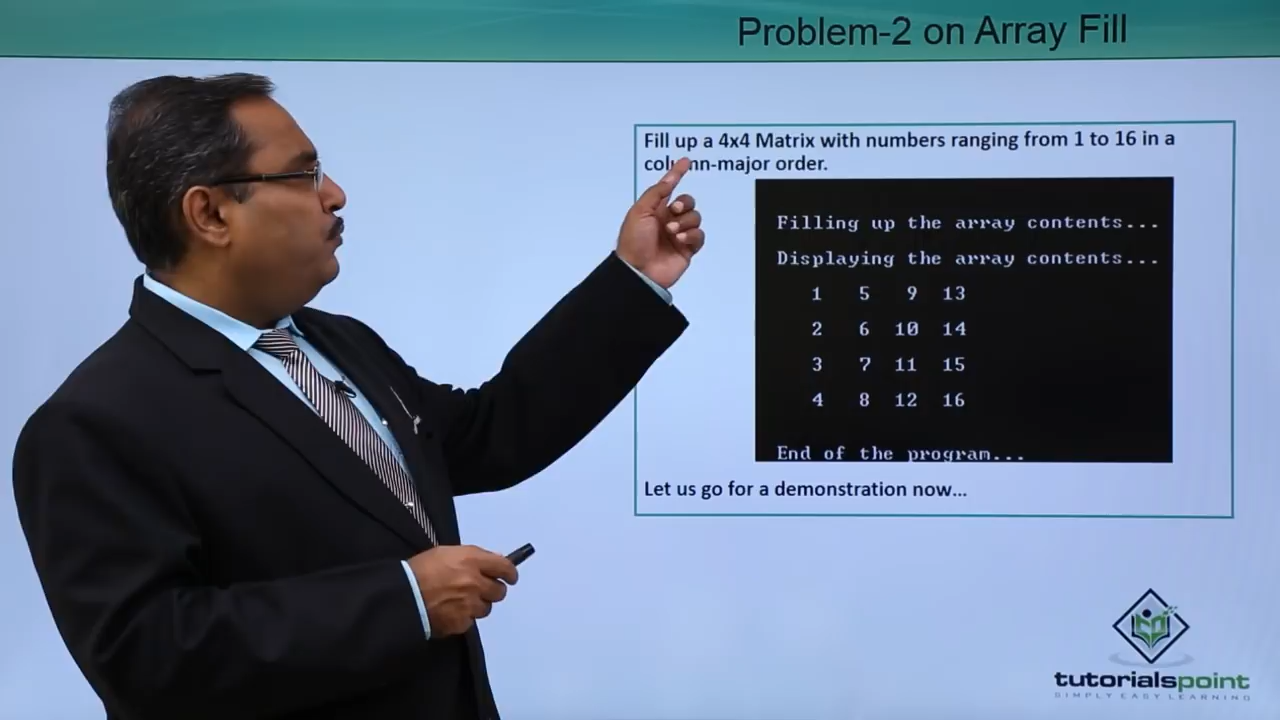 Problem-2 on Array Fill
Fill up a 4x4 Matrix with numbers ranging from 1 to 16 in a
column-major order.
Filling up the array contents...
Displaying the array contents...
1 5 9 13
2 6 10 14
3 7 11 15
4 8 12 16
End of the program...
Let us go for a demonstration now...
tutorialspoint
SIMPLY EASY LEARNING